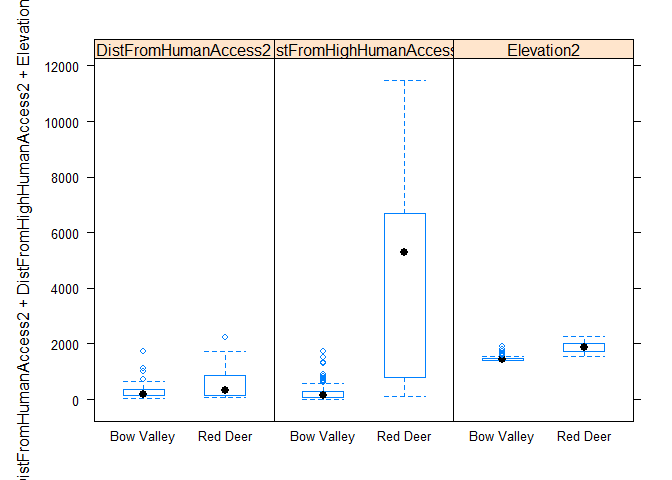 DistFromHumanAccess2 stFromHighHumanAccess Elevation2
DistFromHumanAccess2 + DistFromHighHumanAccess2 + Elevation
12000
10000
8000
6000
4000
2000
0
Bow Valley Red Deer Bow Valley Red Deer Bow Valley Red Deer